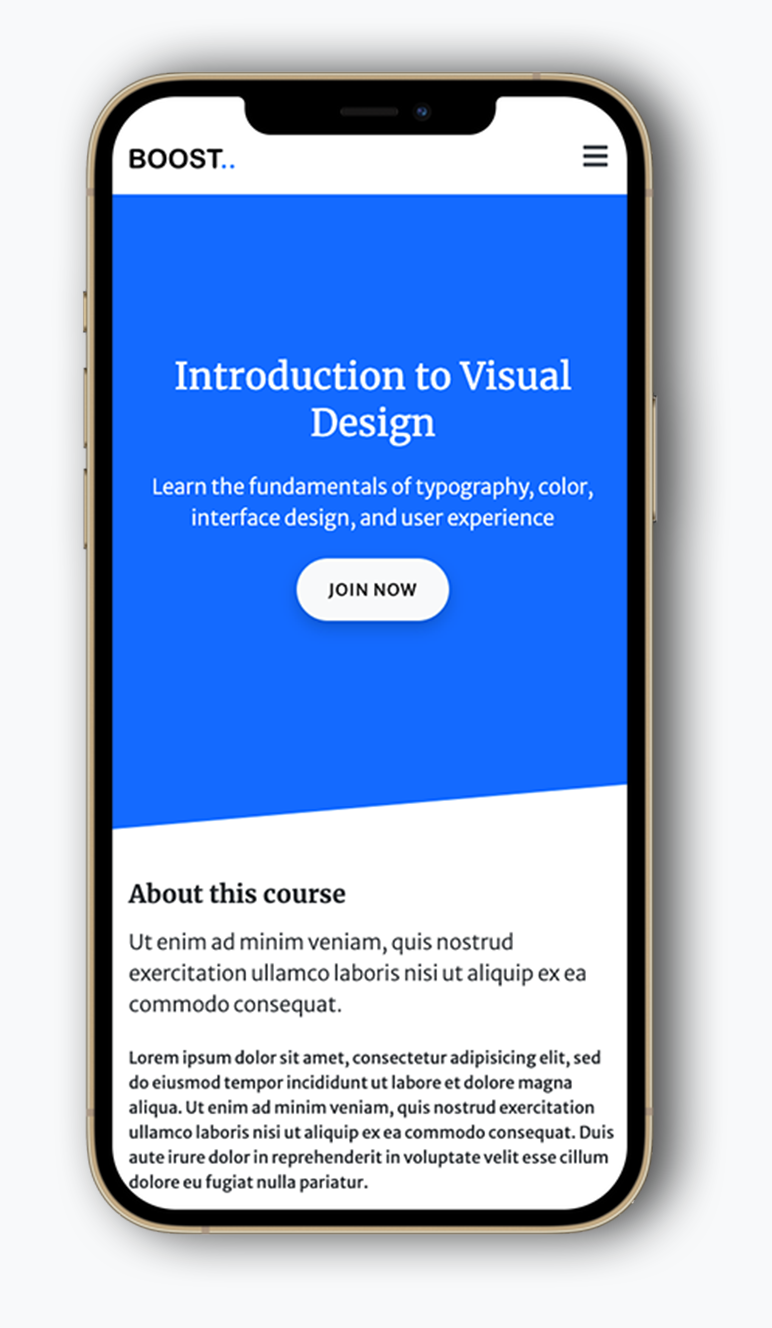 BOOST..
Introduction to Visual
Design
Learn the fundamentals of typography, color,
interface design, and user experience
JOIN NOW
About this course
Ut enim ad minim veniam, quis nostrud
exercitation ullamco laboris nisi ut aliquip ex ea
commodo consequat.
Lorem ipsum dolor sit amet, consectetur adipisicing elit, sed
do eiusmod tempor incididunt ut labore et dolore magna
aliqua. Ut enim ad minim veniam, quis nostrud exercitation
ullamco laboris nisi ut aliquip ex ea commodo consequat. Duis
aute irure dolor in reprehenderit in voluptate velit esse cillum
dolore eu fugiat nulla pariatur.